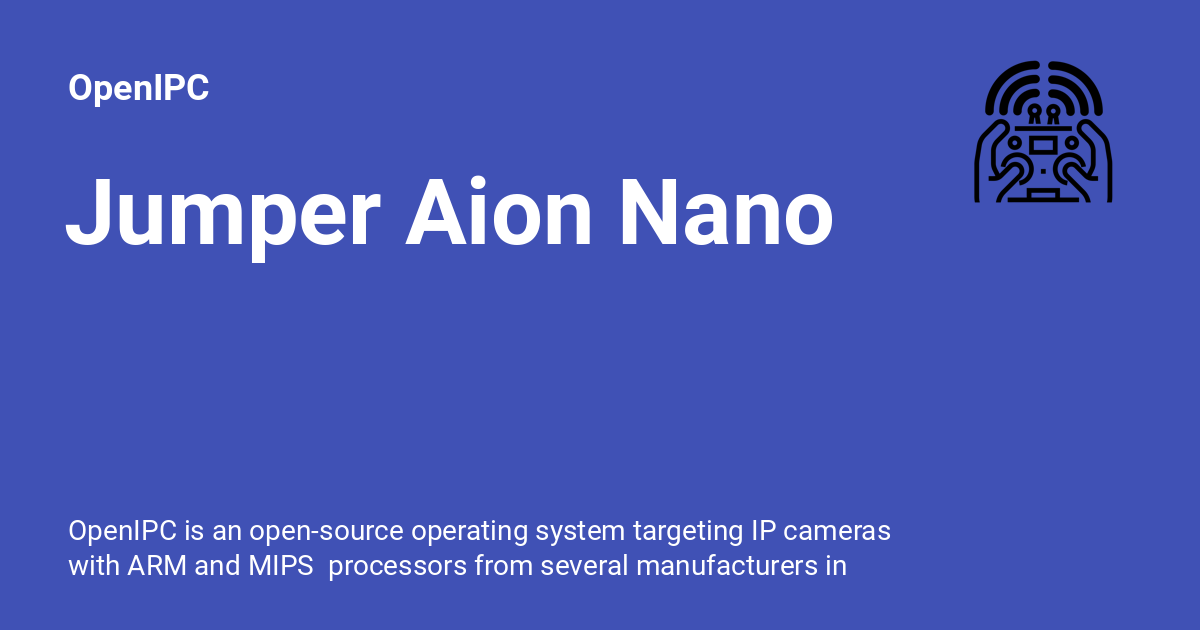 OpenIPC
Jumper Aion Nano
OpenIPC is an open-source operating system targeting IP cameras
with ARM and MIPS  processors from several manufacturers in